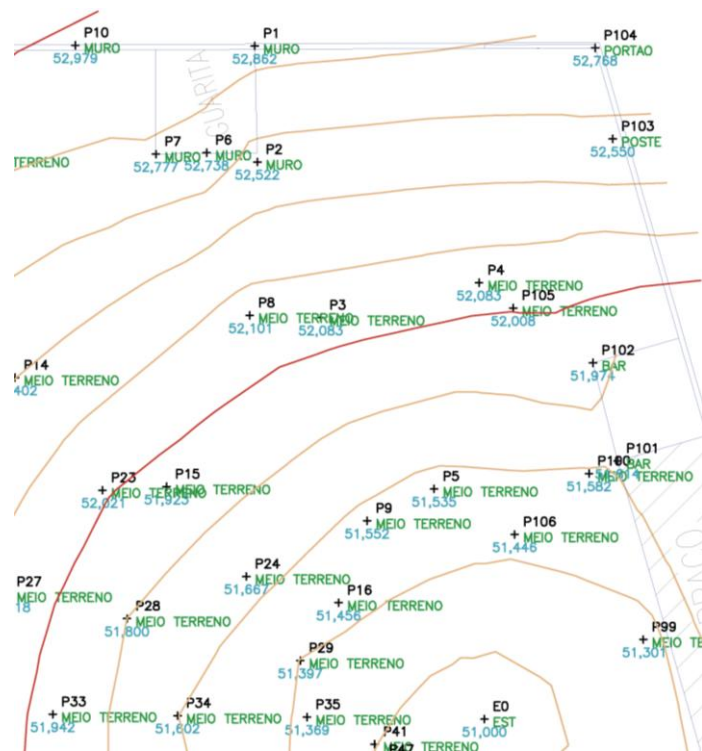 P10
MURO
52,979
P1
MURO
52,862
P104
PORTAO
52,768
GUARITA
P103
POSTE
52,550
TERRENO
P7
MURO
52,777
P6
MURO
52,738
P2
MURO
52,522
P4
MEIO TERRENO
52,083
P105
MEIO TERRENO
52,008
P8
MEIO TERRENO
52,101
P3
MEIO TERRENO
52,083
P102
BAR
51,974
P14
MEIO TERRENO
402
P101
BAR
P100
MEIO TERRENO
51,582
P23
MEIO TERRENO
52,021
P15
MEIO TERRENO
51,923
P5
MEIO TERRENO
51,535
P9
MEIO TERRENO
51,552
P106
MEIO TERRENO
51,446
P24
MEIO TERRENO
51,667
P27
MEIO TERRENO
18
P28
MEIO TERRENO
51,800
P16
MEIO TERRENO
51,456
P99
MEIO TE
51,301
P29
MEIO TERRENO
51,397
P33
MEIO TERRENO
51,942
P34
MEIO TERRENO
51,602
P35
MEIO TERRENO
51,369
E0
EST
51,000
P41
MEIO TERRENO
P47